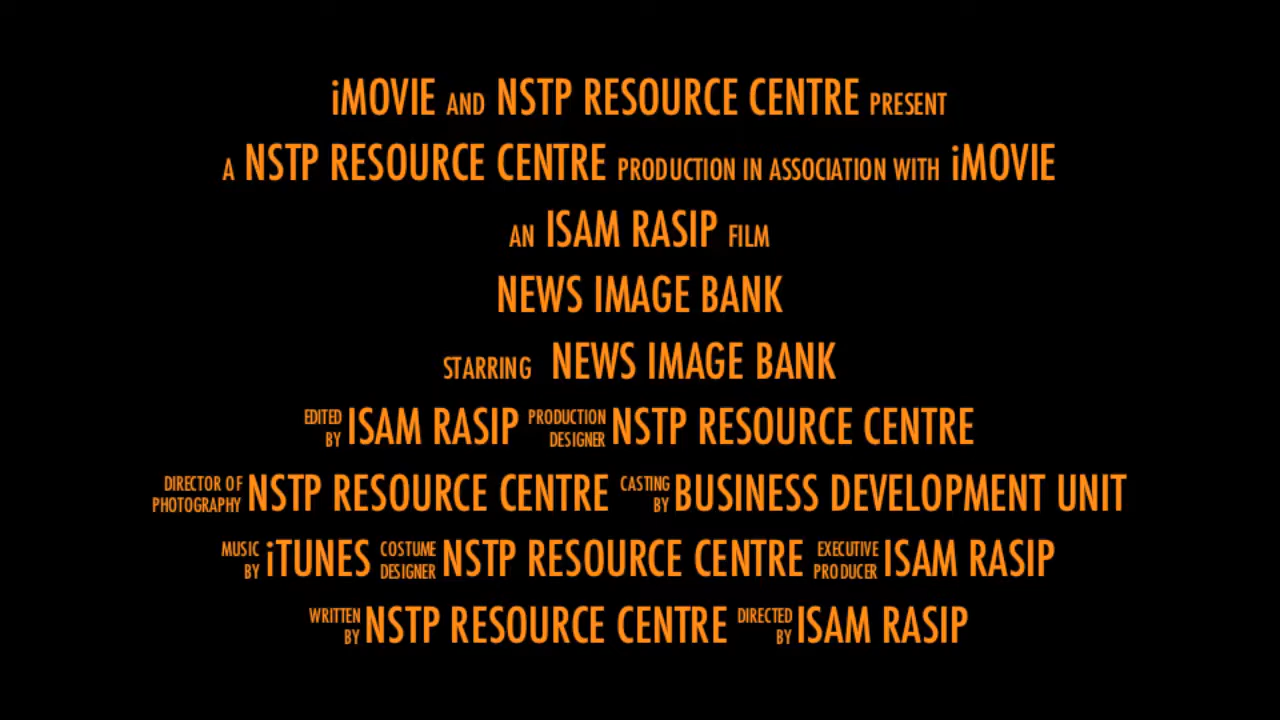 iMOVIE AND NSTP RESOURCE CENTRE PRESENT
A NSTP RESOURCE CENTRE PRODUCTION IN ASSOCIATION WITH iMOVIE
AN ISAM RASIP FILM
NEWS IMAGE BANK
STARRING NEWS IMAGE BANK
EDITED BY ISAM RASIP PRODUCTION DESIGNER NSTP RESOURCE CENTRE
DIRECTOR OF PHOTOGRAPHY NSTP RESOURCE CENTRE CASTING BY BUSINESS DEVELOPMENT UNIT
MUSIC BY iTUNES COSTUME DESIGNER NSTP RESOURCE CENTRE EXECUTIVE PRODUCER ISAM RASIP
WRITTEN BY NSTP RESOURCE CENTRE DIRECTED BY ISAM RASIP